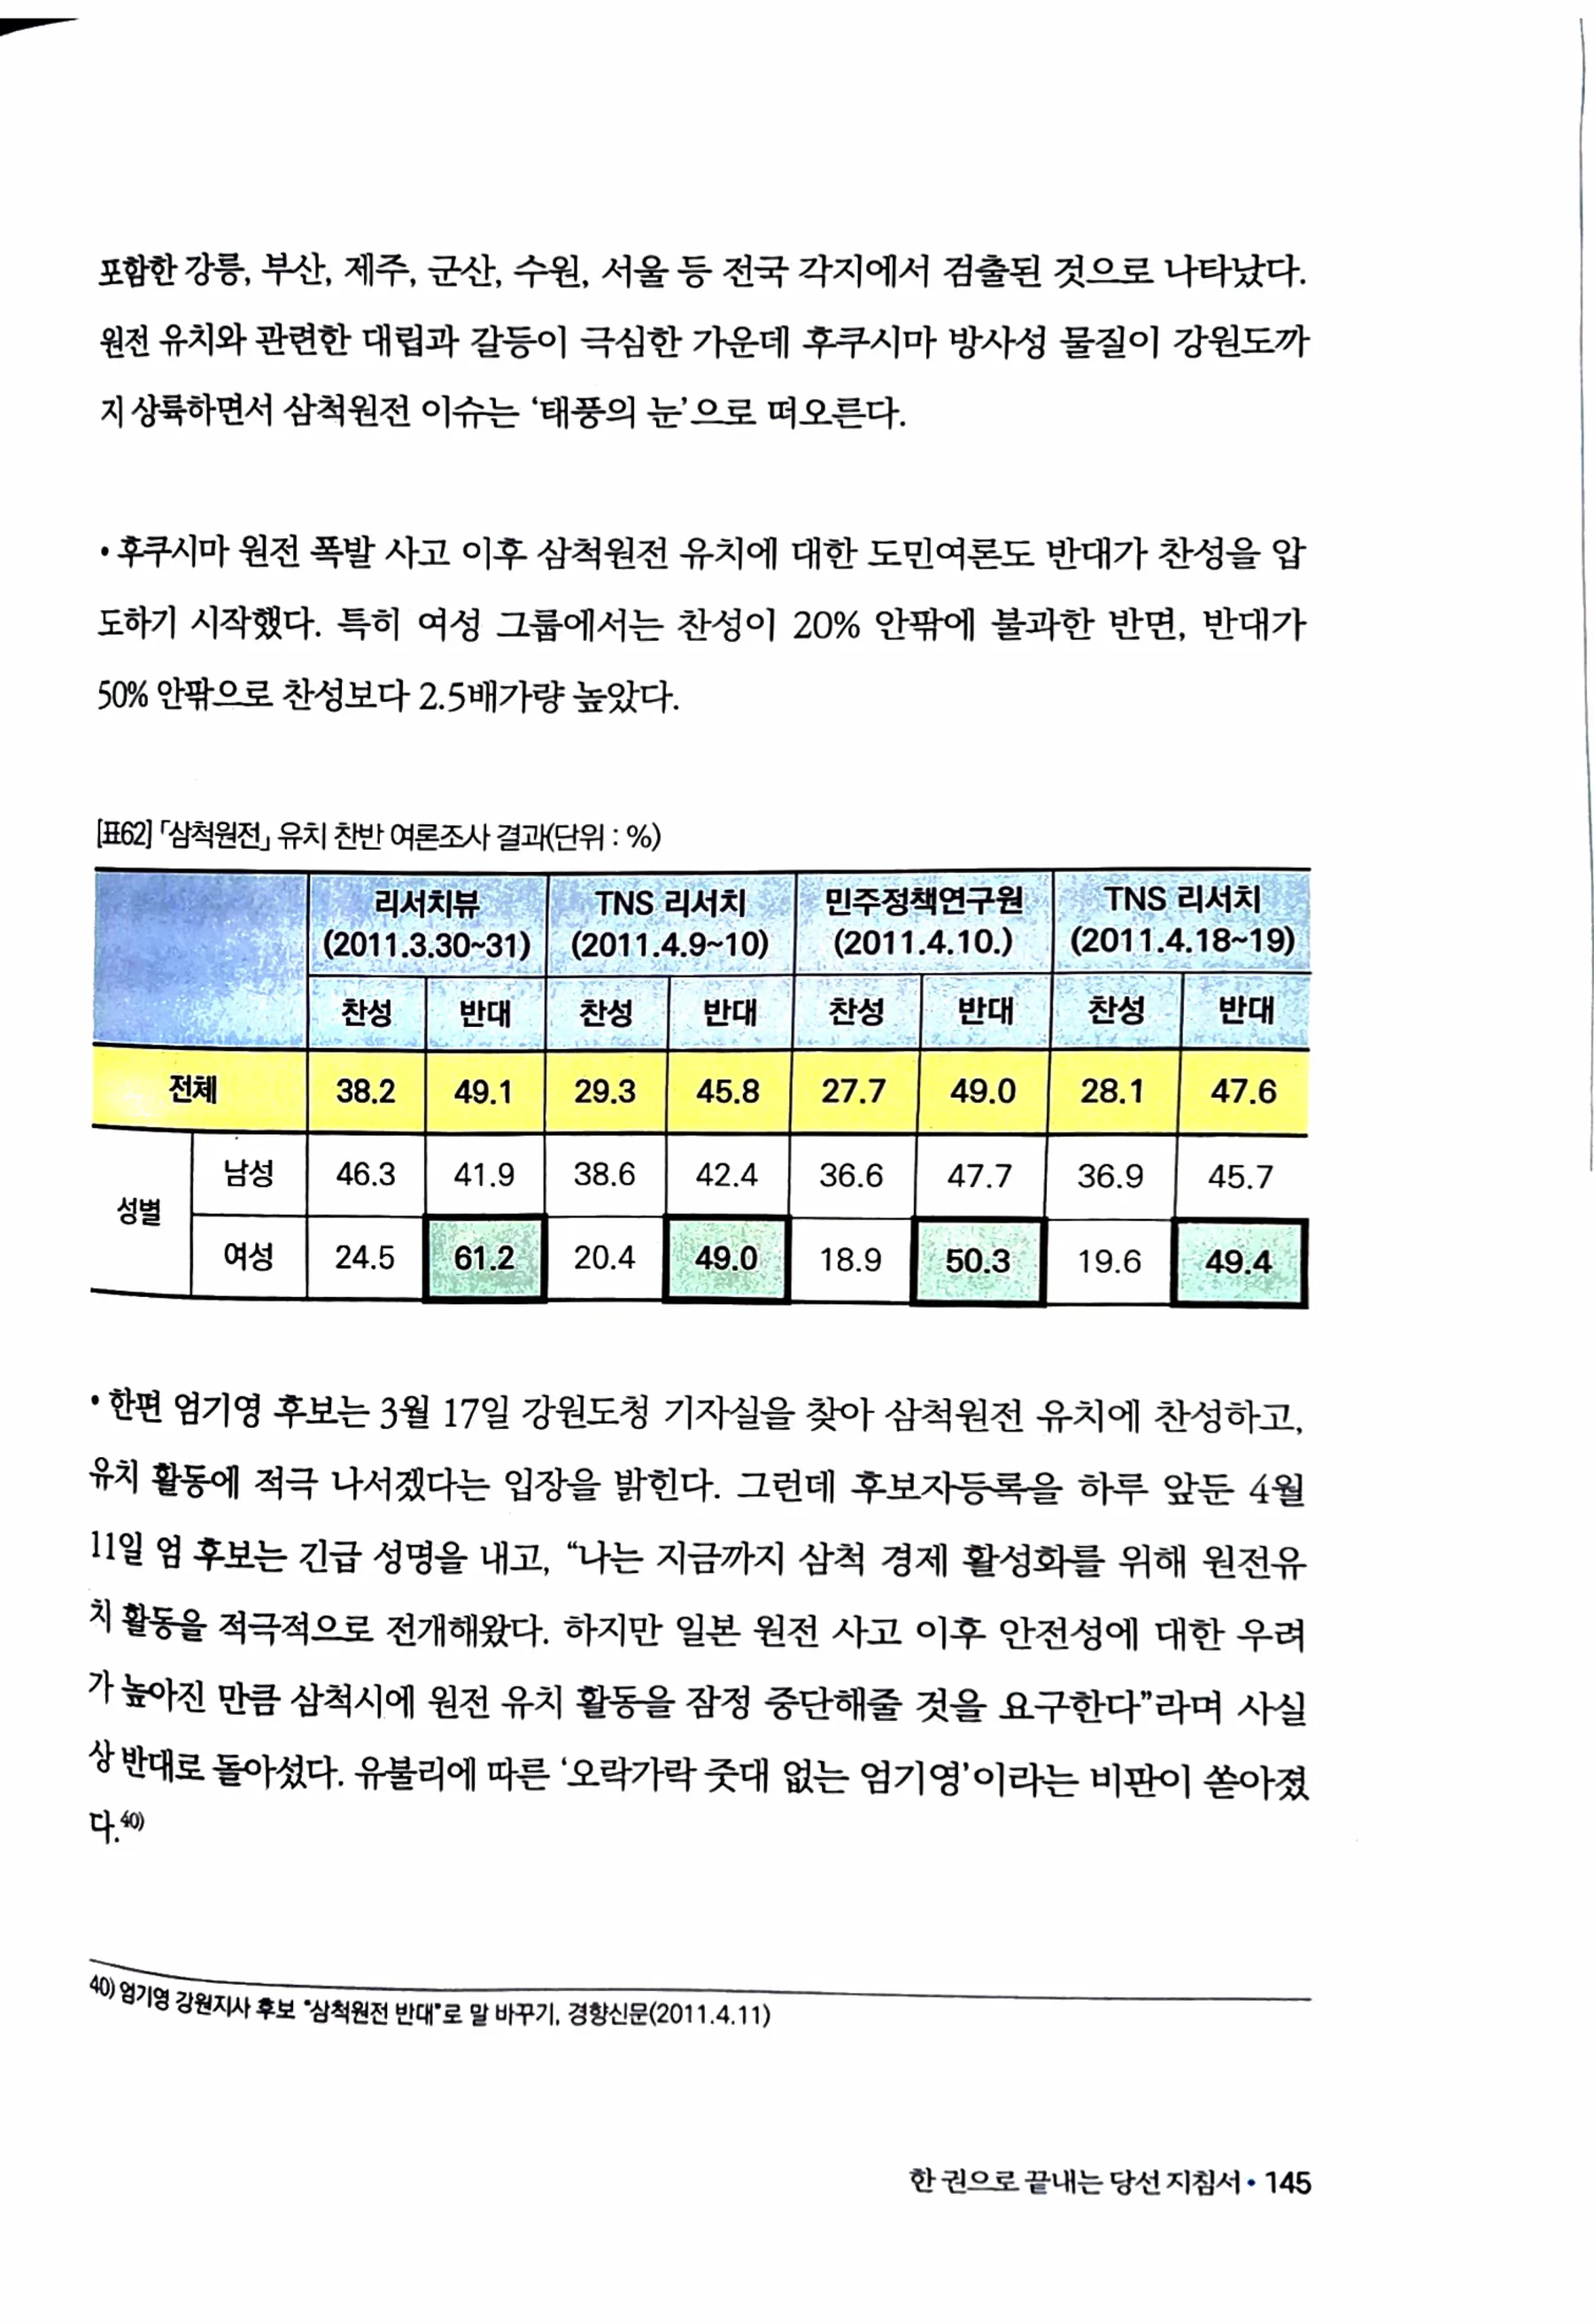 포함한 강릉, 부산, 제주, 군산, 수원, 서울 등 전국 각지에서 검출된 것으로 나타났다.
원전 유치와 관련한 대립과 갈등이 극심한 가운데 후쿠시마 방사성 물질이 강원도까
지 상륙하면서 삼척원전 이슈는 ‘태풍의 눈’으로 떠오른다.
• 후쿠시마 원전 폭발 사고 이후 삼척원전 유치에 대한 도민여론도 반대가 찬성을 압
도하기 시작했다. 특히 여성 그룹에서는 찬성이 20% 안팎에 불과한 반면, 반대가
50% 안팎으로 찬성보다 2.5배가량 높았다.
[표62] 「삼척원전」 유치 찬반 여론조사 결과(단위 : %)
리서치뷰 TNS 리서치 민주정책연구원 TNS 리서치
(2011.3.30~31) (2011.4.9~10) (2011.4.10.) (2011.4.18~19)
찬성 반대 찬성 반대 찬성 반대 찬성 반대
전체 38.2 49.1 29.3 45.8 27.7 49.0 28.1 47.6
성별
남성 46.3 41.9 38.6 42.4 36.6 47.7 36.9 45.7
여성 24.5 61.2 20.4 49.0 18.9 50.3 19.6 49.4
• 한편 엄기영 후보는 3월 17일 강원도청 기자실을 찾아 삼척원전 유치에 찬성하고,
유치 활동에 적극 나서겠다는 입장을 밝힌다. 그런데 후보자등록을 하루 앞둔 4월
11일 엄 후보는 긴급 성명을 내고, “나는 지금까지 삼척 경제 활성화를 위해 원전유
치 활동을 적극적으로 전개해왔다. 하지만 일본 원전 사고 이후 안전성에 대한 우려
가 높아진 만큼 삼척시에 원전 유치 활동을 잠정 중단해줄 것을 요구한다”라며 사실
상 반대로 돌아섰다. 유불리에 따른 ‘오락가락 줏대 없는 엄기영’이라는 비판이 쏟아졌
다.40)
40) 엄기영 강원지사 후보 “삼척원전 반대”로 말 바꾸기, 경향신문(2011.4.11)
한 권으로 끝내는 당선 지침서 • 145